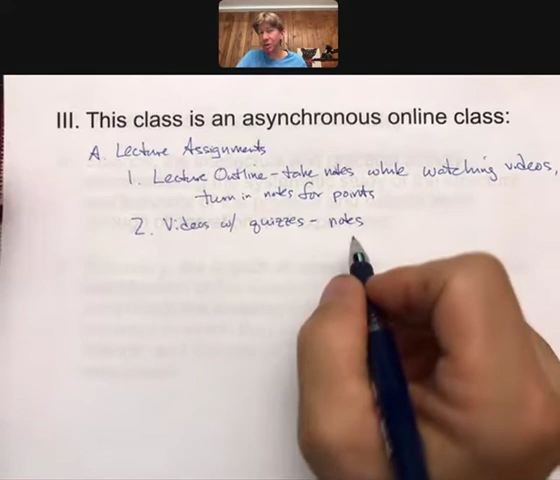 III. This class is an asynchronous online class:
A. Lecture Assignments
1. Lecture Outline - take notes while watching videos,
turn in notes for points
2. Videos w/ quizzes - notes